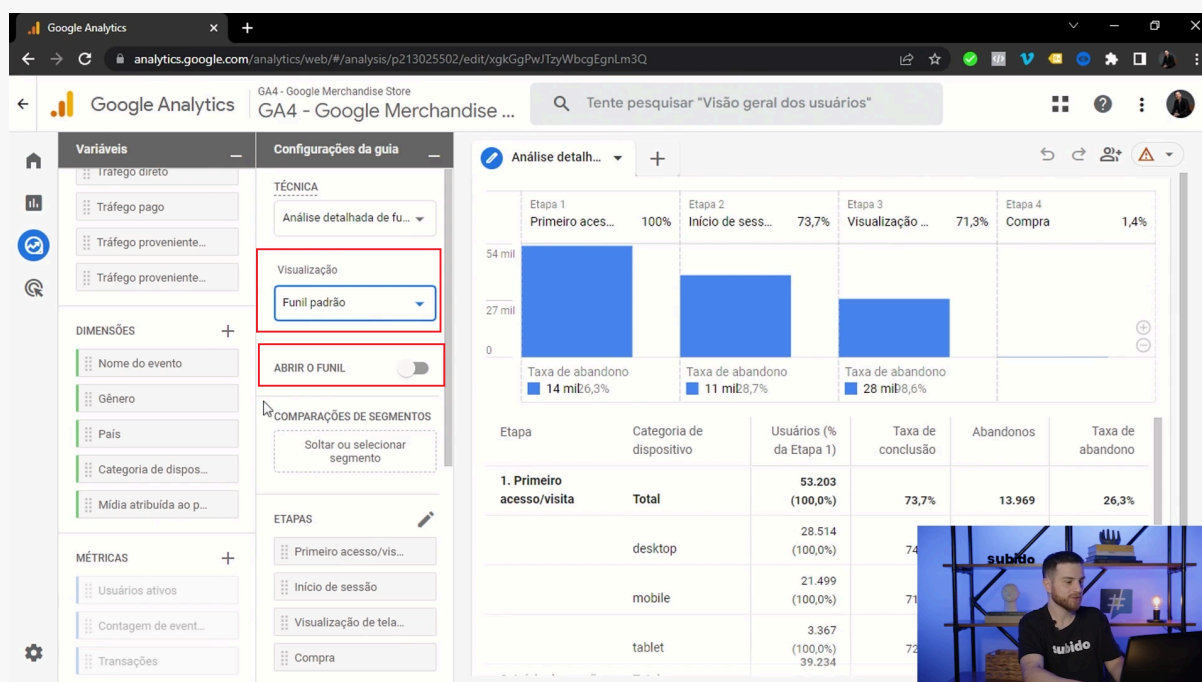 Google Analytics
analytics.google.com/analytics/web/#/analysis/p213025502/edit/xgkGgPwJTzyWbcgEgnLm3Q
Google Analytics
GA4 - Google Merchandise Store
GA4 - Google Merchandise ...
Tente pesquisar "Visão geral dos usuários"
Variáveis
Tráfego direto
Tráfego pago
Tráfego proveniente...
Tráfego proveniente...
DIMENSÕES
Nome do evento
Gênero
País
Categoria de dispos...
Mídia atribuída ao p...
MÉTRICAS
Usuários ativos
Contagem de event...
Transações
Configurações da guia
TÉCNICA
Análise detalhada de fu...
Visualização
Funil padrão
ABRIR O FUNIL
COMPARAÇÕES DE SEGMENTOS
Soltar ou selecionar
segmento
ETAPAS
Primeiro acesso/vis...
Início de sessão
Visualização de tela...
Compra
Análise detalh...
Etapa 1
Primeiro aces... 100%
Etapa 2
Início de sess... 73,7%
Etapa 3
Visualização ... 71,3%
Etapa 4
Compra 1,4%
54 mil
27 mil
0
Taxa de abandono
14 mil 26,3%
Taxa de abandono
11 mil 28,7%
Taxa de abandono
28 mil 98,6%
Etapa
Categoria de
dispositivo
Usuários (%
da Etapa 1)
Taxa de
conclusão
Abandonos
Taxa de
abandono
1. Primeiro
acesso/visita
Total
53.203
(100,0%)
73,7%
13.969
26,3%
desktop
28.514
(100,0%)
74
mobile
21.499
(100,0%)
71
tablet
3.367
(100,0%)
72
39.234
subido
#
subido